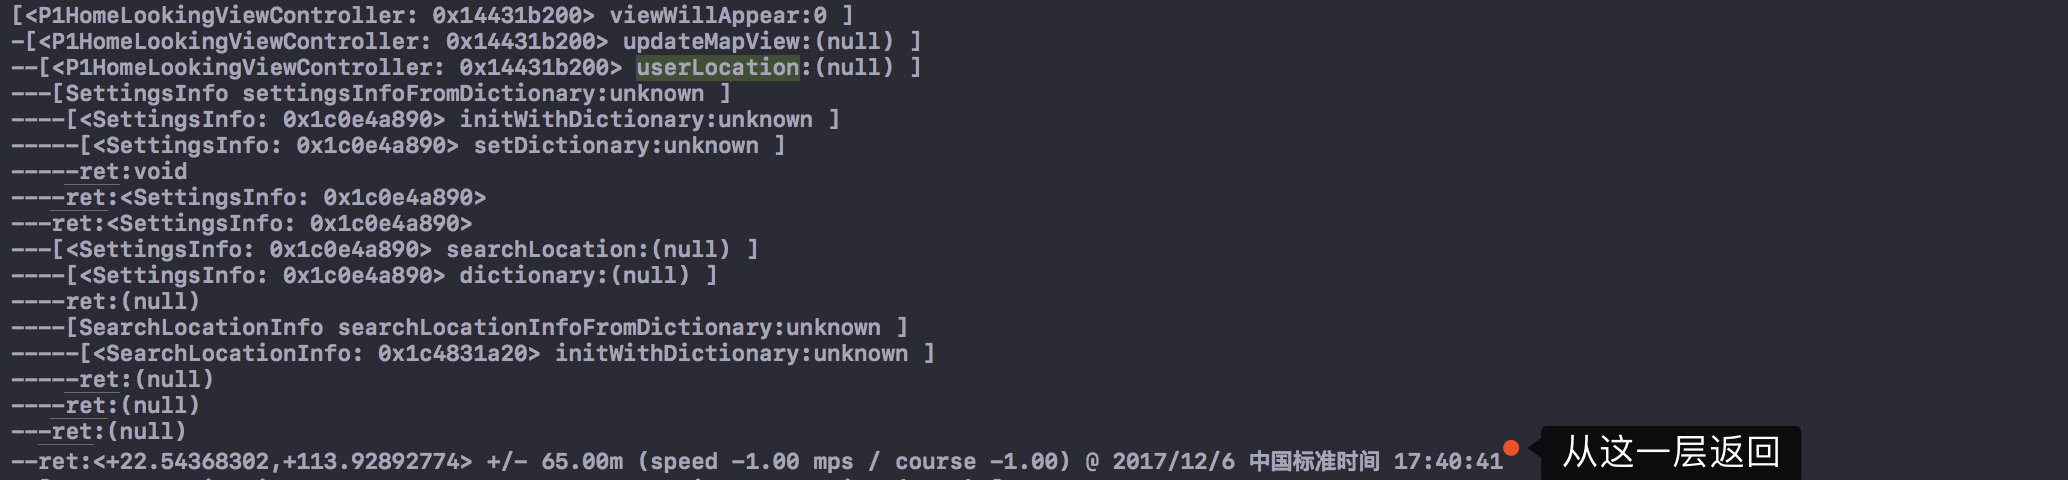 [<P1HomeLookingViewController: 0x14431b200> viewWillAppear:0 ]
-[<P1HomeLookingViewController: 0x14431b200> updateMapView:(null) ]
--[<P1HomeLookingViewController: 0x14431b200> userLocation:(null) ]
---[SettingsInfo settingsInfoFromDictionary:unknown ]
----[<SettingsInfo: 0x1c0e4a890> initWithDictionary:unknown ]
-----[<SettingsInfo: 0x1c0e4a890> setDictionary:unknown ]
-----ret:void
----ret:<SettingsInfo: 0x1c0e4a890>
---ret:<SettingsInfo: 0x1c0e4a890>
---[<SettingsInfo: 0x1c0e4a890> searchLocation:(null) ]
----[<SettingsInfo: 0x1c0e4a890> dictionary:(null) ]
----ret:(null)
----[SearchLocationInfo searchLocationInfoFromDictionary:unknown ]
-----[<SearchLocationInfo: 0x1c4831a20> initWithDictionary:unknown ]
-----ret:(null)
----ret:(null)
---ret:(null)
--ret:<+22.54368302,+113.92892774> +/- 65.00m (speed -1.00 mps / course -1.00) @ 2017/12/6 中国标准时间 17:40:41
从这一层返回